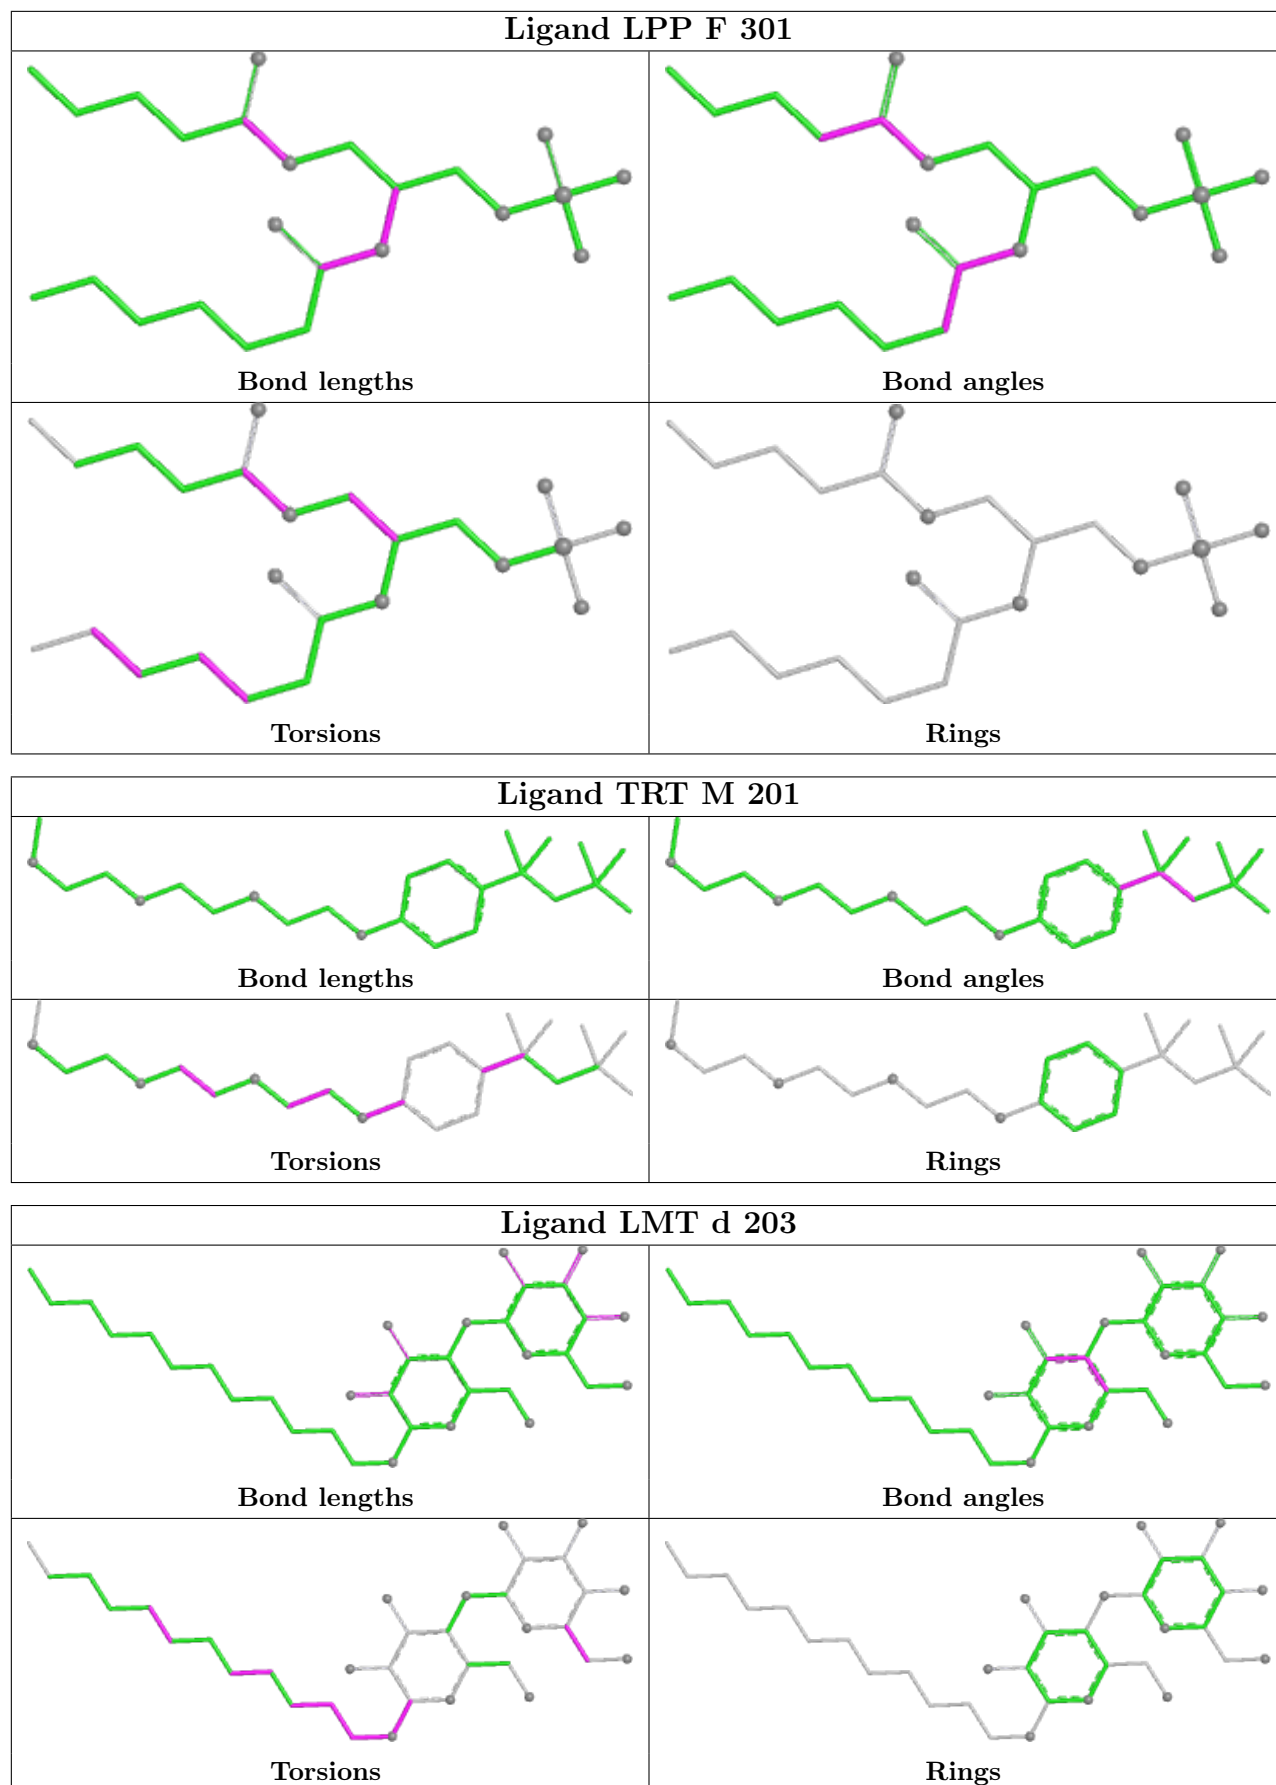 Ligand LPP F 301
Bond lengths
Bond angles
Torsions
Rings
Ligand TRT M 201
Bond lengths
Bond angles
Torsions
Rings
Ligand LMT d 203
Bond lengths
Bond angles
Torsions
Rings